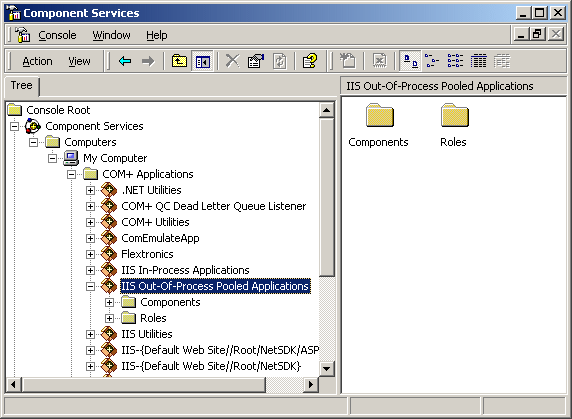 Component Services
Console Window Help
Action View
Tree
IIS Out-Of-Process Pooled Applications
Console Root
Component Services
Computers
My Computer
COM+ Applications
.NET Utilities
COM+ QC Dead Letter Queue Listener
COM+ Utilities
ComEmulateApp
Flextronics
IIS In-Process Applications
IIS Out-Of-Process Pooled Applications
Components
Roles
IIS Utilities
IIS-{Default Web Site//Root/NetSDK/ASP
IIS-{Default Web Site//Root/NetSDK}
Components Roles